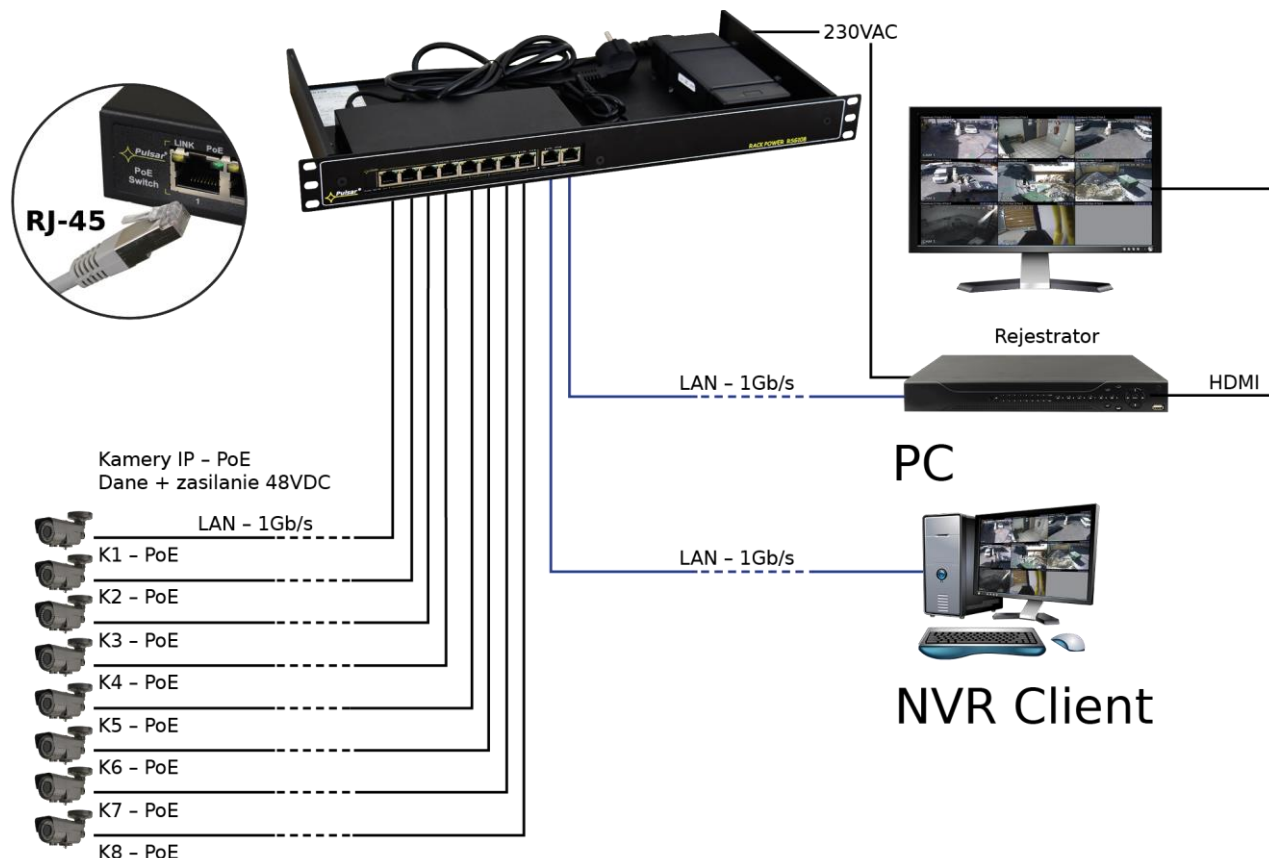 230VAC
Pulsar
LINK PoE
PoE
Switch
1
RJ-45
Pulsar
RACK POWER
Rejestrator
LAN – 1Gb/s
HDMI
PC
Kamery IP – PoE
Dane + zasilanie 48VDC
LAN – 1Gb/s
LAN – 1Gb/s
K1 – PoE
K2 – PoE
K3 – PoE
K4 – PoE
K5 – PoE
K6 – PoE
K7 – PoE
K8 – PoE
NVR Client